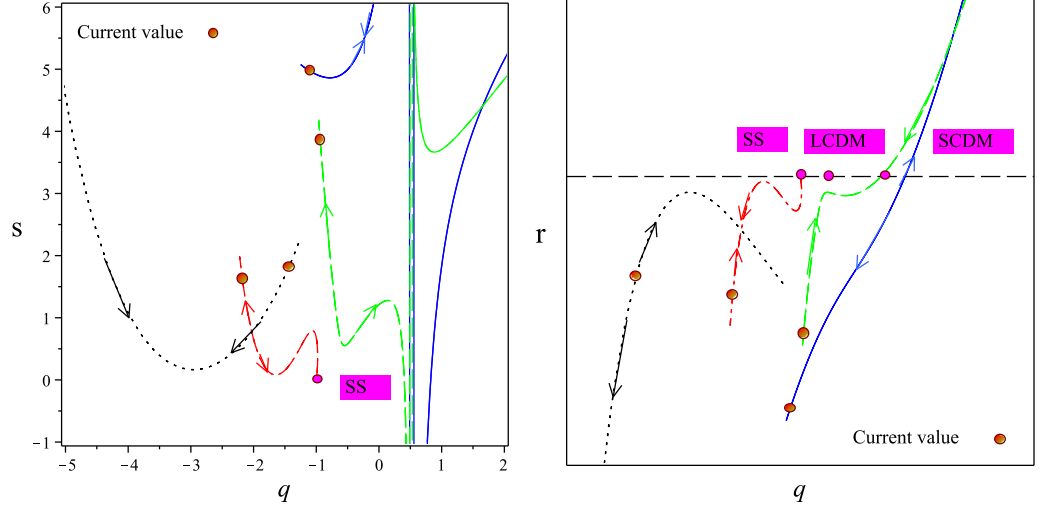 6
Current value
5
4
3
s
2
1
0
SS
−1
−5 −4 −3 −2 −1 0 1 2
q
SS LCDM SCDM
r
Current value
q